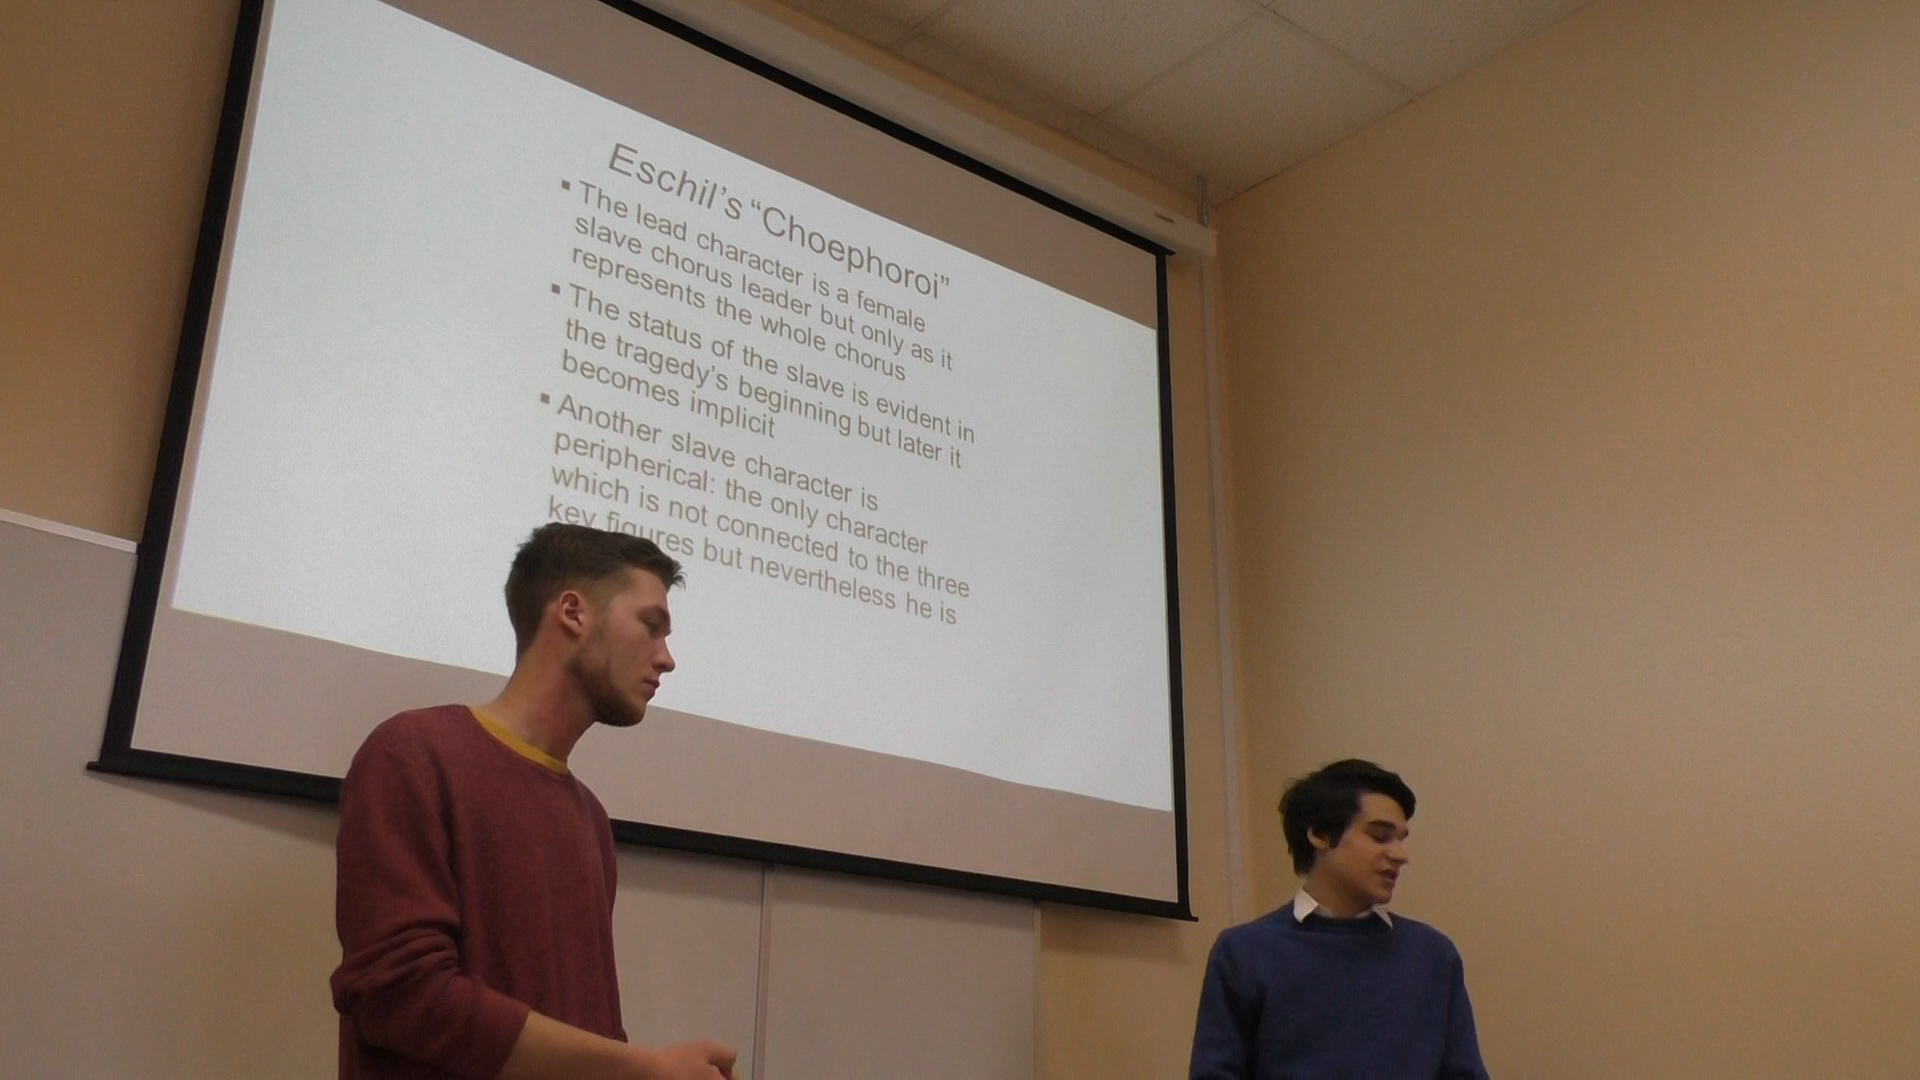 Eschil's “Choephoroi”
▪ The lead character is a female
slave chorus leader but only as it
represents the whole chorus
▪ The status of the slave is evident in
the tragedy's beginning but later it
becomes implicit
▪ Another slave character is
peripherical: the only character
which is not connected to the three
key figures but nevertheless he is